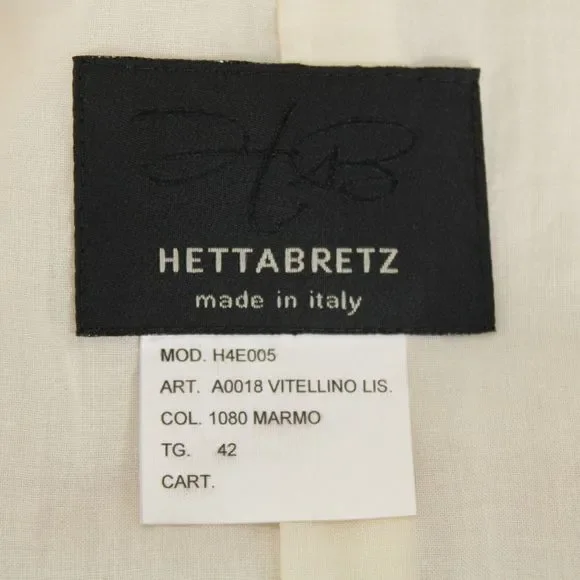 HETTABRETZ
made in italy
MOD. H4E005
ART. A0018 VITELLINO LIS.
COL. 1080 MARMO
TG. 42
CART.